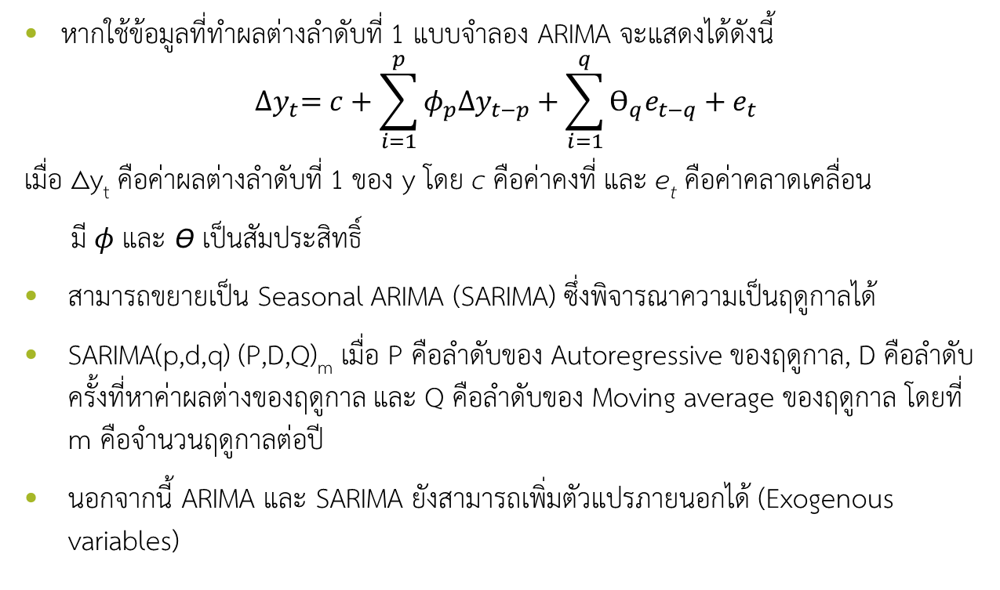 • หากใช้ข้อมูลที่ทำผลต่างลำดับที่ 1 แบบจำลอง ARIMA จะแสดงได้ดังนี้
Δy_t = c + ∑_{i=1}^{p} ϕ_p Δy_{t−p} + ∑_{i=1}^{q} Ɵ_q e_{t−q} + e_t
เมื่อ Δy_t คือค่าผลต่างลำดับที่ 1 ของ y โดย c คือค่าคงที่ และ e_t คือค่าคลาดเคลื่อน
มี ϕ และ Ɵ เป็นสัมประสิทธิ์
• สามารถขยายเป็น Seasonal ARIMA (SARIMA) ซึ่งพิจารณาความเป็นฤดูกาลได้
• SARIMA(p,d,q) (P,D,Q)_m เมื่อ P คือลำดับของ Autoregressive ของฤดูกาล, D คือลำดับ
ครั้งที่หาค่าผลต่างของฤดูกาล และ Q คือลำดับของ Moving average ของฤดูกาล โดยที่
m คือจำนวนฤดูกาลต่อปี
• นอกจากนี้ ARIMA และ SARIMA ยังสามารถเพิ่มตัวแปรภายนอกได้ (Exogenous
variables)